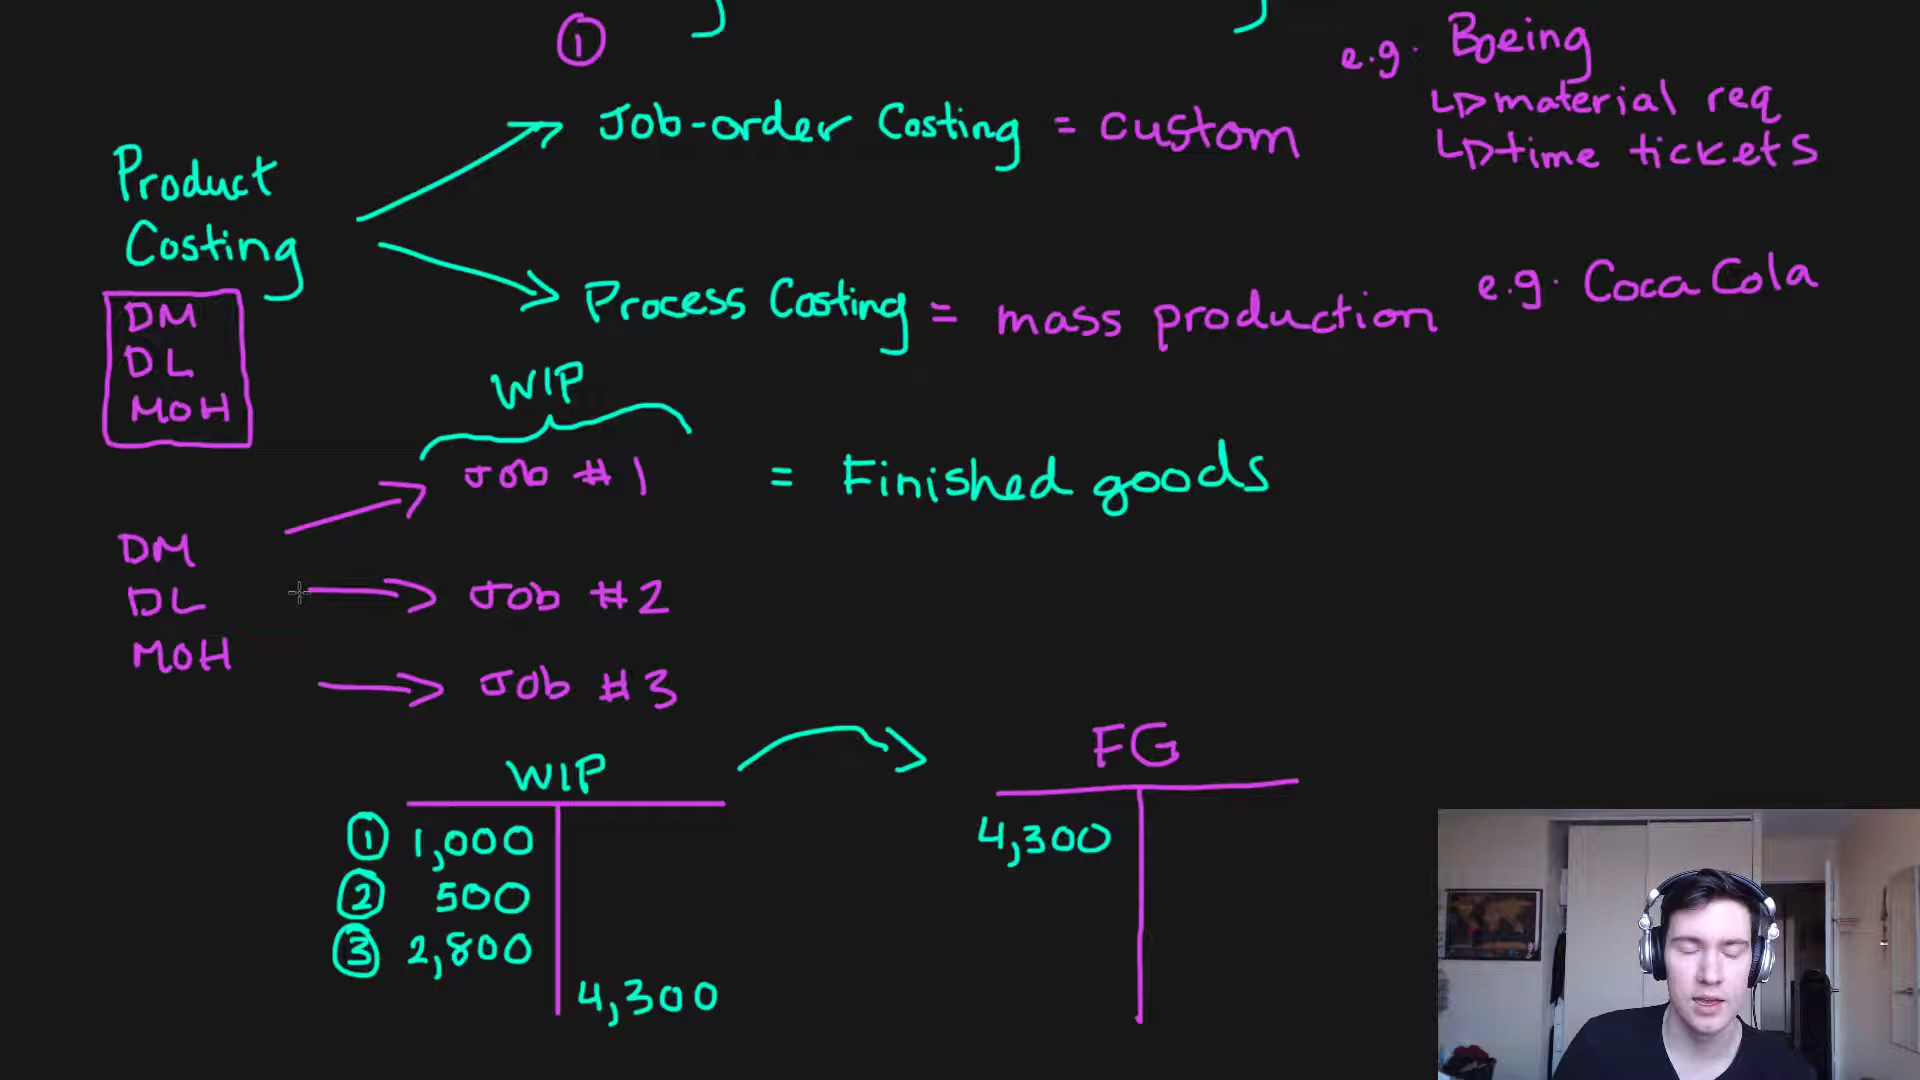 ①
e.g. Boeing
↳ material req
↳ time tickets
Job-order Costing = custom
Product
Costing
DM
DL
MOH
Process Costing = mass production e.g. Coca Cola
WIP
Job #1 = Finished goods
DM
DL
MOH
Job #2
Job #3
WIP
① 1,000
② 500
③ 2,800
4,300
FG
4,300